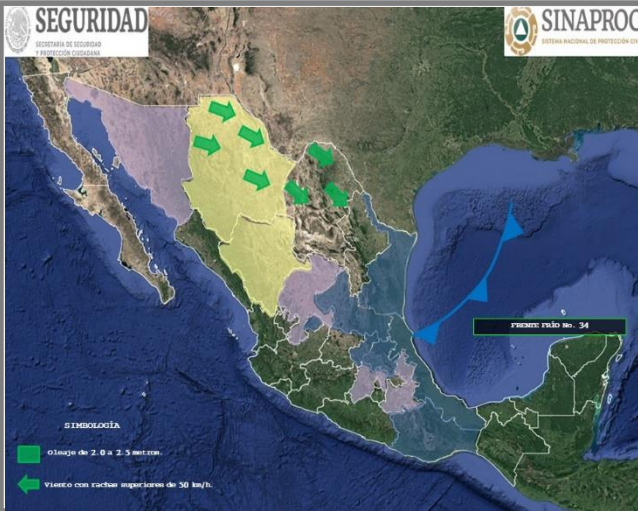 SEGURIDAD
SECRETARÍA DE SEGURIDAD
Y PROTECCIÓN CIUDADANA
SINAPROC
SISTEMA NACIONAL DE PROTECCIÓN CIV
FRENTE FRÍO No. 34
SIMBOLOGÍA
Oleaje de 2.0 a 2.5 metros.
Viento con rachas superiores de 50 km/h.